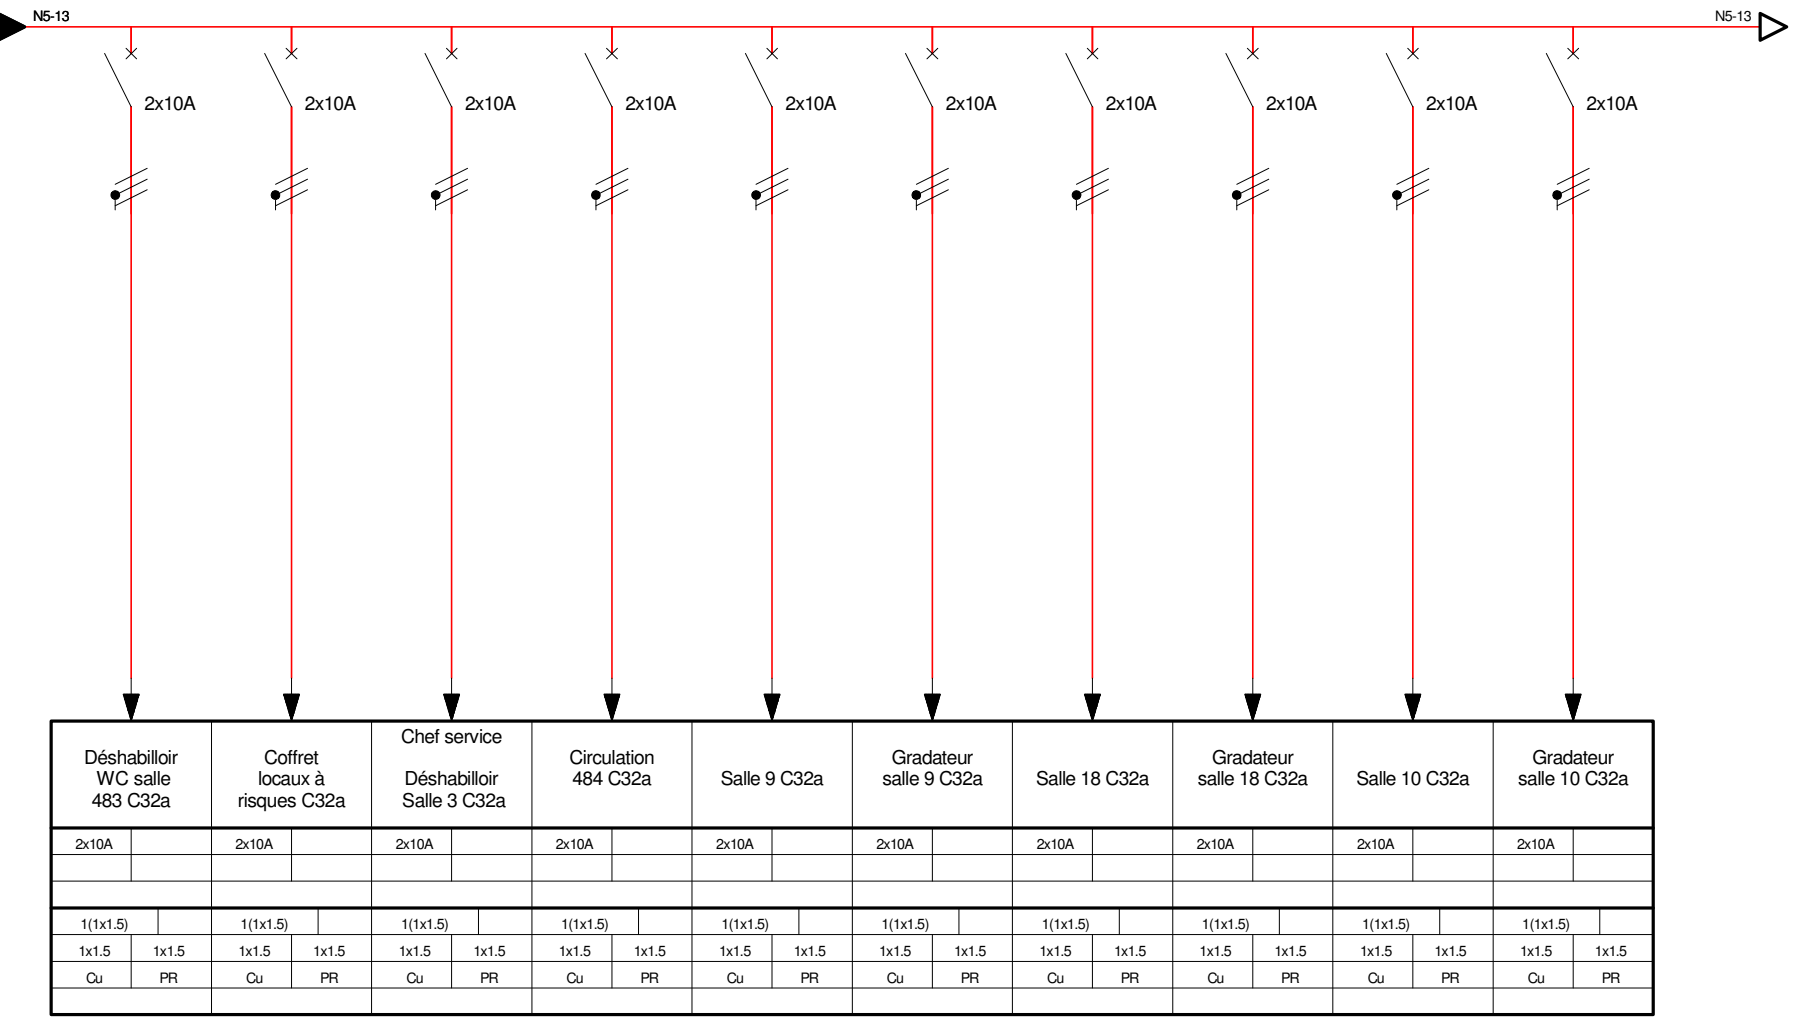 N5-13
N5-13
2x10A 2x10A 2x10A 2x10A 2x10A 2x10A 2x10A 2x10A 2x10A 2x10A
Déshabilloir
WC salle
483 C32a
Coffret
locaux à
risques C32a
Chef service
Déshabilloir
Salle 3 C32a
Circulation
484 C32a
Salle 9 C32a
Gradateur
salle 9 C32a
Salle 18 C32a
Gradateur
salle 18 C32a
Salle 10 C32a
Gradateur
salle 10 C32a
2x10A 2x10A 2x10A 2x10A 2x10A 2x10A 2x10A 2x10A 2x10A 2x10A
1(1x1.5) 1(1x1.5) 1(1x1.5) 1(1x1.5) 1(1x1.5) 1(1x1.5) 1(1x1.5) 1(1x1.5) 1(1x1.5) 1(1x1.5)
1x1.5 1x1.5 1x1.5 1x1.5 1x1.5 1x1.5 1x1.5 1x1.5 1x1.5 1x1.5 1x1.5 1x1.5 1x1.5 1x1.5 1x1.5 1x1.5 1x1.5 1x1.5 1x1.5 1x1.5
Cu PR Cu PR Cu PR Cu PR Cu PR Cu PR Cu PR Cu PR Cu PR Cu PR